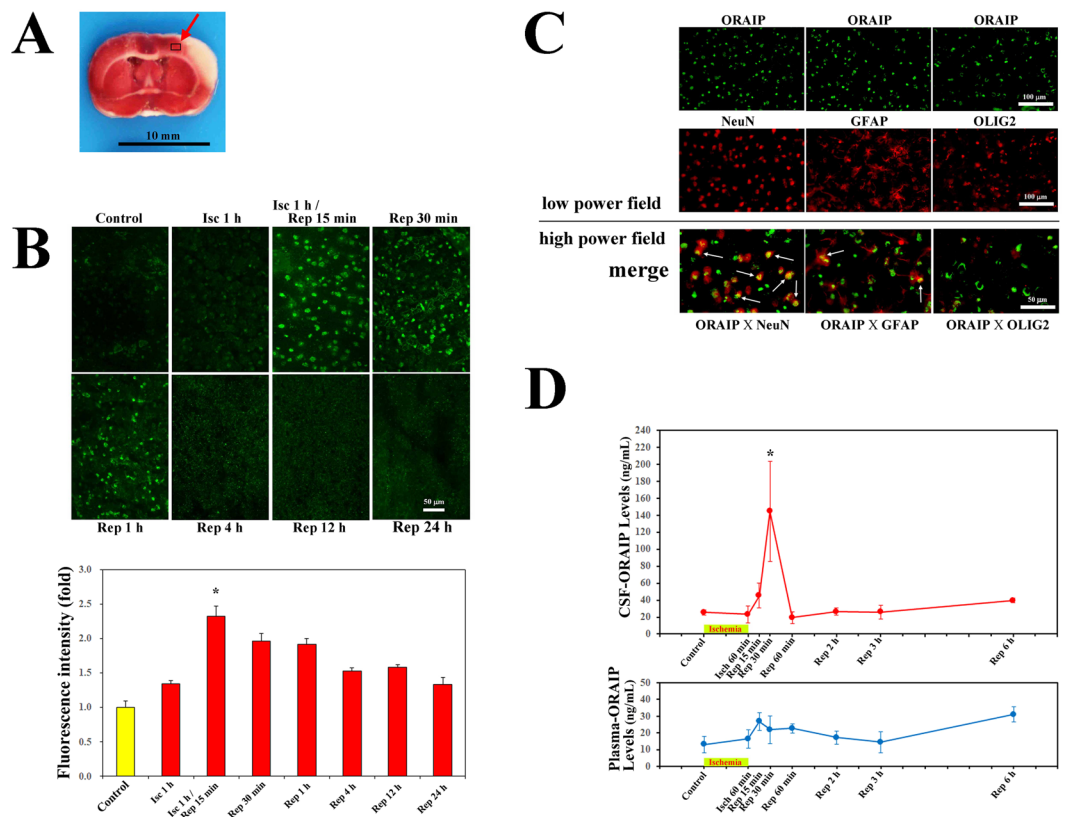 A
10 mm
B
Control
Isc 1 h
Isc 1 h /
Rep 15 min
Rep 30 min
Rep 1 h
Rep 4 h
Rep 12 h
Rep 24 h
50 μm
Fluorescence intensity (fold)
3.0
2.5
2.0
1.5
1.0
0.5
0.0
*
Control
Isc 1 h
Isc 1 h /
Rep 15 min
Rep 30 min
Rep 1 h
Rep 4 h
Rep 12 h
Rep 24 h
C
ORAIP
ORAIP
ORAIP
100 μm
NeuN
GFAP
OLIG2
100 μm
low power field
high power field
merge
50 μm
ORAIP X NeuN
ORAIP X GFAP
ORAIP X OLIG2
D
CSF-ORAIP Levels (ng/mL)
240
220
200
180
160
140
120
100
80
60
40
20
0
*
Ischemia
Control
Isch 60 min
Rep 15 min
Rep 30 min
Rep 60 min
Rep 2 h
Rep 3 h
Rep 6 h
Plasma-ORAIP
Levels (ng/mL)
50
40
30
20
10
0
Ischemia
Control
Isch 60 min
Rep 15 min
Rep 30 min
Rep 60 min
Rep 2 h
Rep 3 h
Rep 6 h